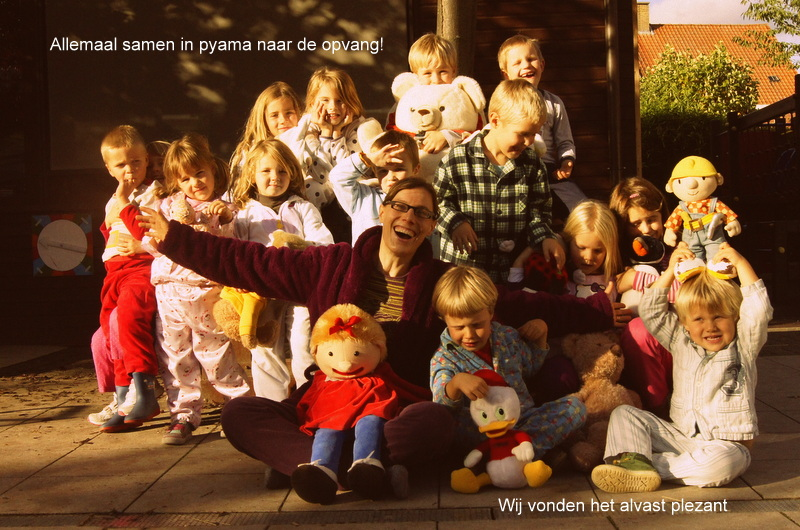 Allemaal samen in pyama naar de opvang!
Wij vonden het alvast plezant